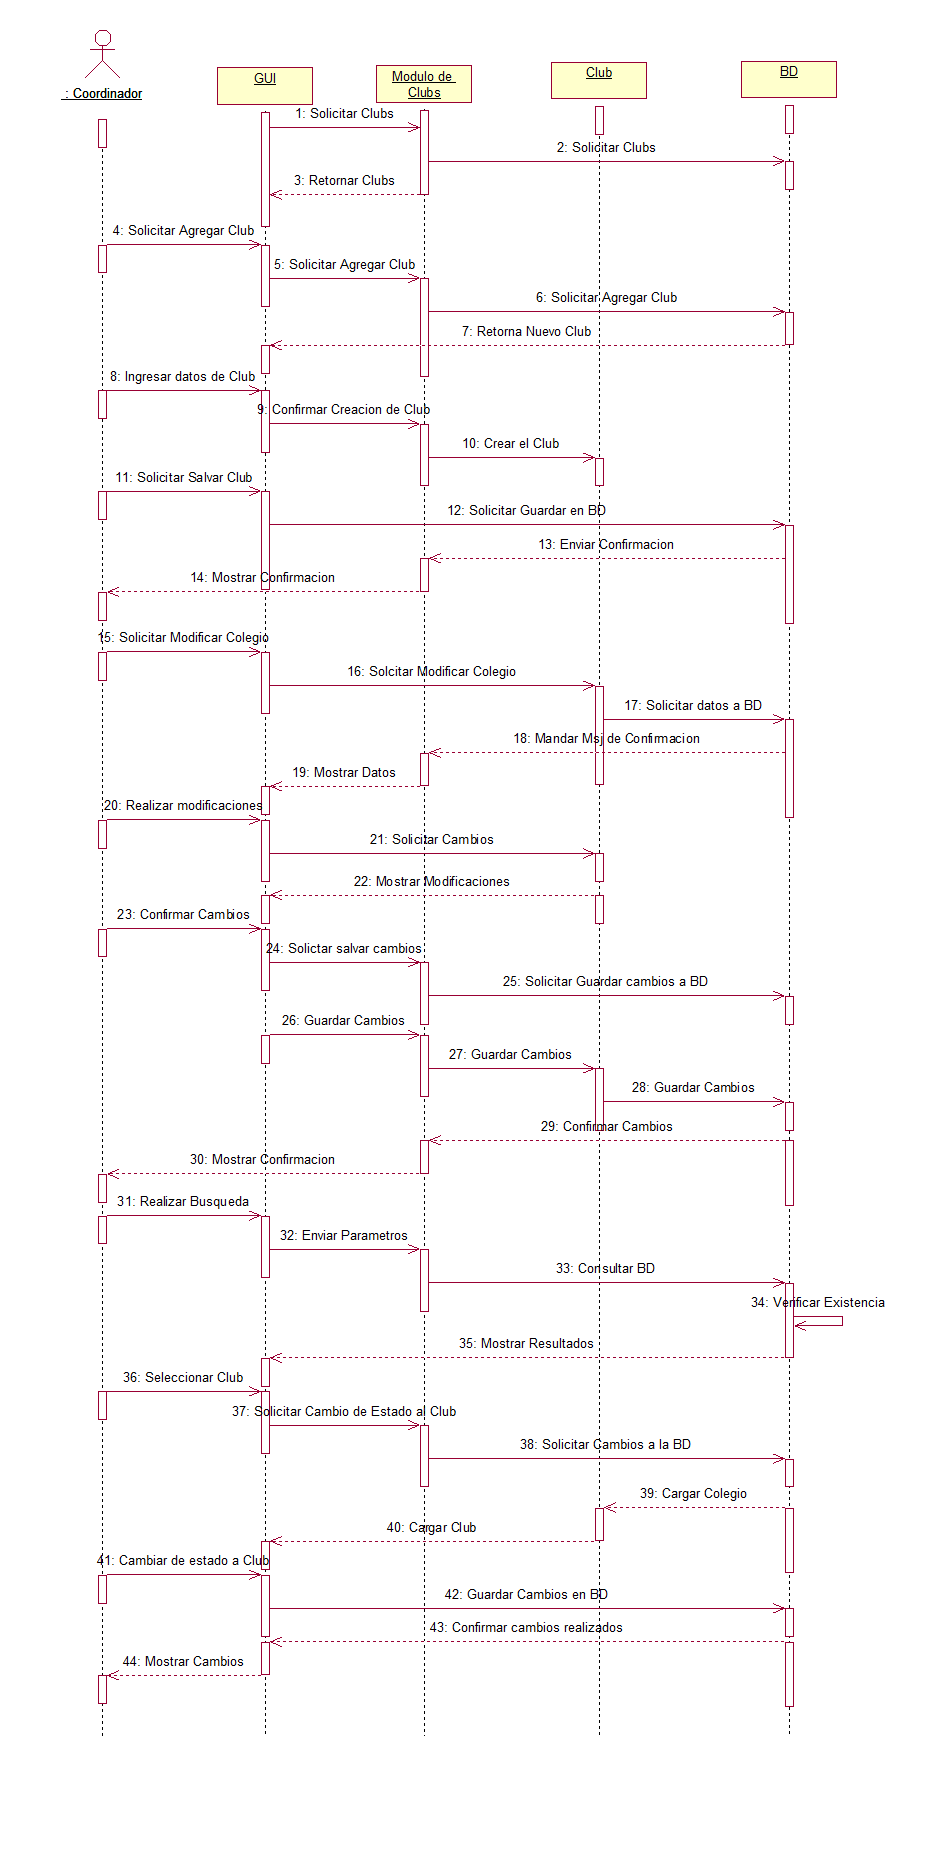 : Coordinador
GUI
Modulo de
Clubs
Club
BD
1: Solicitar Clubs
2: Solicitar Clubs
3: Retornar Clubs
4: Solicitar Agregar Club
5: Solicitar Agregar Club
6: Solicitar Agregar Club
7: Retorna Nuevo Club
8: Ingresar datos de Club
9: Confirmar Creacion de Club
10: Crear el Club
11: Solicitar Salvar Club
12: Solicitar Guardar en BD
13: Enviar Confirmacion
14: Mostrar Confirmacion
15: Solicitar Modificar Colegio
16: Solcitar Modificar Colegio
17: Solicitar datos a BD
18: Mandar Msj de Confirmacion
19: Mostrar Datos
20: Realizar modificaciones
21: Solicitar Cambios
22: Mostrar Modificaciones
23: Confirmar Cambios
24: Solictar salvar cambios
25: Solicitar Guardar cambios a BD
26: Guardar Cambios
27: Guardar Cambios
28: Guardar Cambios
29: Confirmar Cambios
30: Mostrar Confirmacion
31: Realizar Busqueda
32: Enviar Parametros
33: Consultar BD
34: Verificar Existencia
35: Mostrar Resultados
36: Seleccionar Club
37: Solicitar Cambio de Estado al Club
38: Solicitar Cambios a la BD
39: Cargar Colegio
40: Cargar Club
41: Cambiar de estado a Club
42: Guardar Cambios en BD
43: Confirmar cambios realizados
44: Mostrar Cambios